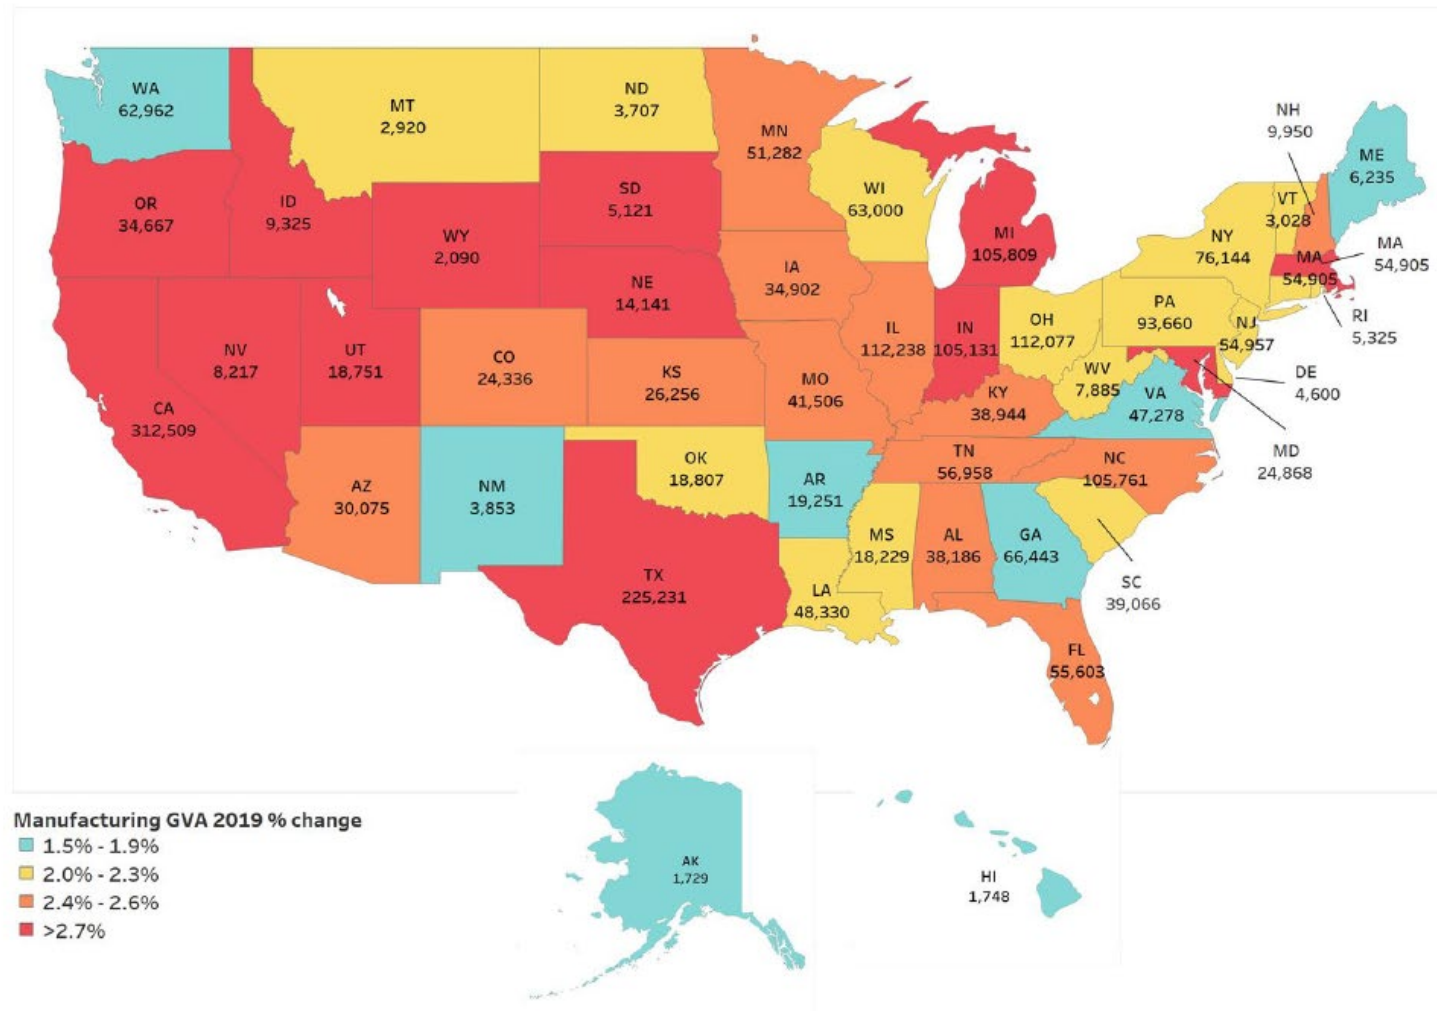 WA
62,962
MT
2,920
ND
3,707
MN
51,282
NH
9,950
ME
6,235
OR
34,667
ID
9,325
SD
5,121
WI
63,000
VT
3,028
WY
2,090
MI
105,809
NY
76,144
MA
54,905
MA
54,905
NE
14,141
IA
34,902
PA
93,660
RI
5,325
NV
8,217
UT
18,751
CO
24,336
IL
112,238
IN
105,131
OH
112,077
NJ
54,957
KS
26,256
MO
41,506
WV
7,885
DE
4,600
CA
312,509
KY
38,944
VA
47,278
MD
24,868
AZ
30,075
NM
3,853
OK
18,807
AR
19,251
TN
56,958
NC
105,761
TX
225,231
LA
48,330
MS
18,229
AL
38,186
GA
66,443
SC
39,066
FL
55,603
Manufacturing GVA 2019 % change
1.5% - 1.9%
2.0% - 2.3%
2.4% - 2.6%
>2.7%
AK
1,729
HI
1,748